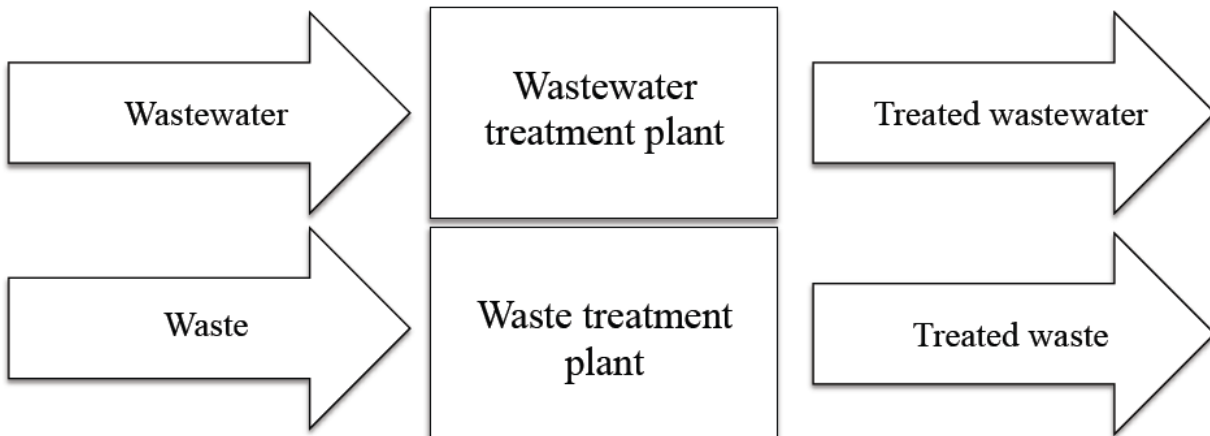 Wastewater
Wastewater
treatment plant
Treated wastewater
Waste
Waste treatment
plant
Treated waste